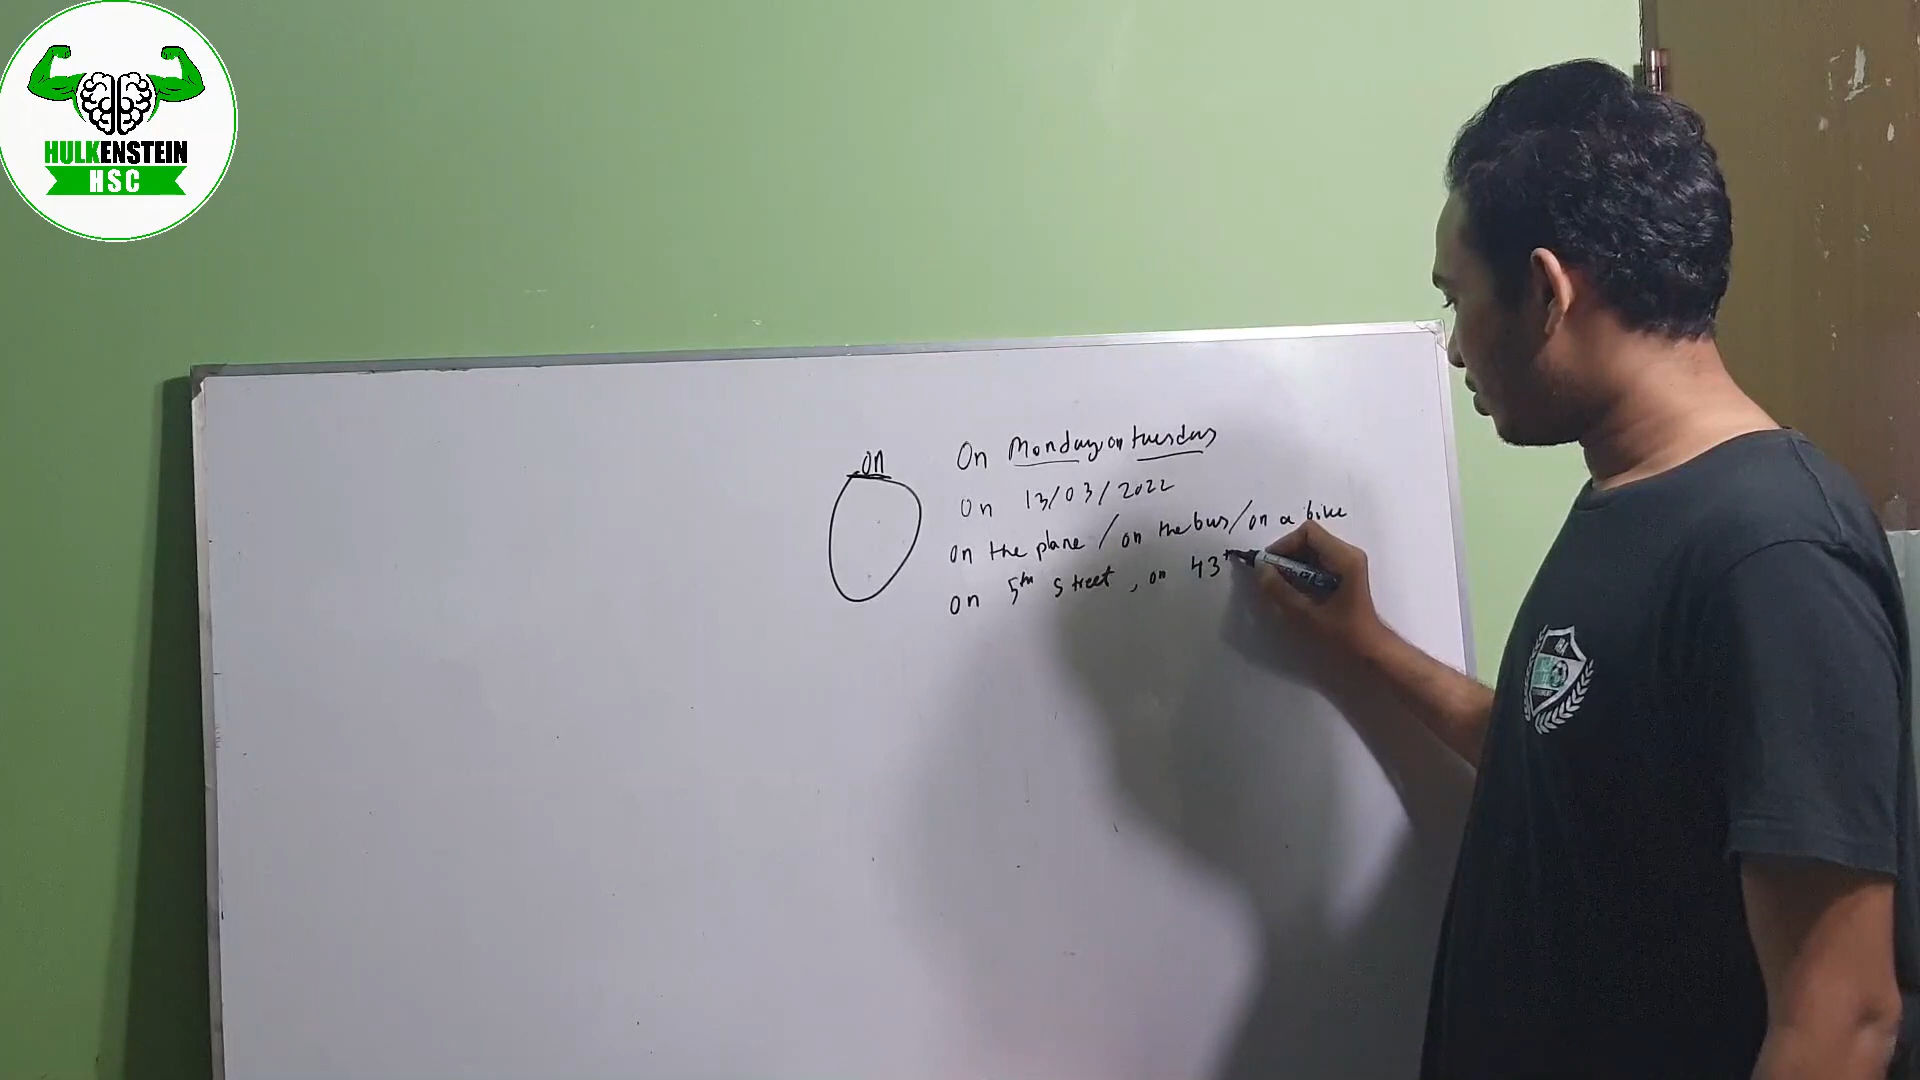 HULKENSTEIN
HSC
on
On Monday on tuesday
on 13/03/2022
on the plane / on the bus / on a bike
on 5th street, on 43